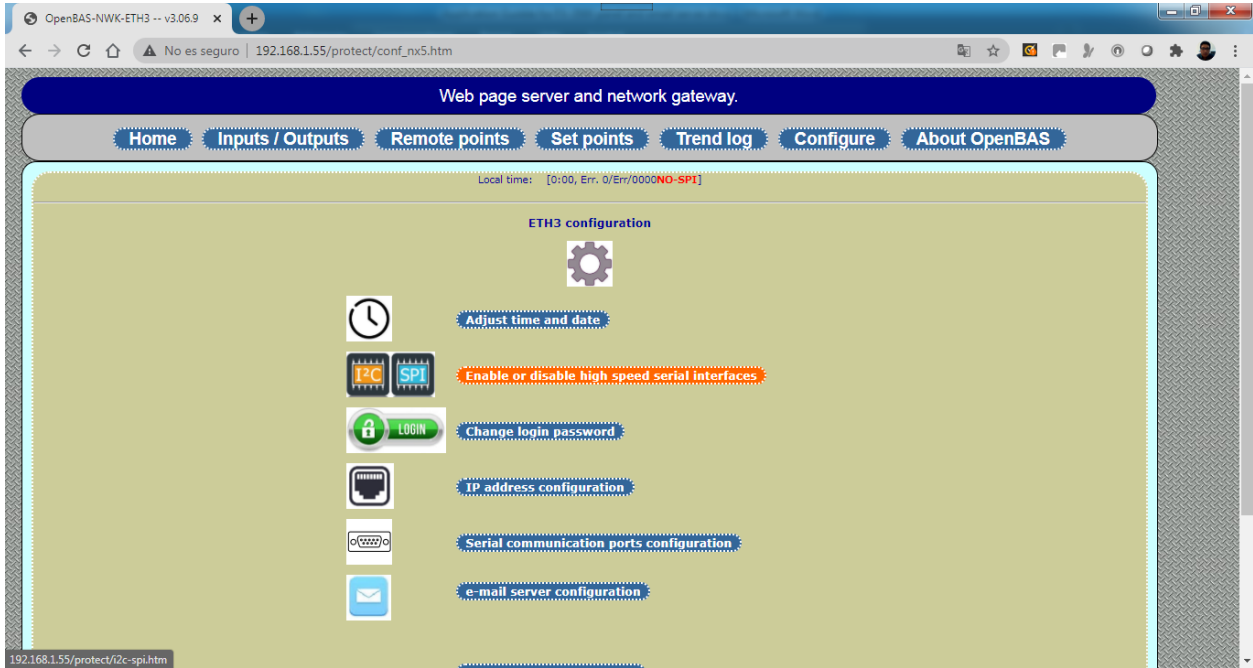 OpenBAS-NWK-ETH3 -- v3.06.9
No es seguro | 192.168.1.55/protect/conf_nx5.htm
Web page server and network gateway.
Home Inputs / Outputs Remote points Set points Trend log Configure About OpenBAS
Local time: [0:00, Err. 0/Err/0000NO-SPI]
ETH3 configuration
Adjust time and date
I²C SPI Enable or disable high speed serial interfaces
LOGIN Change login password
IP address configuration
Serial communication ports configuration
e-mail server configuration
192.168.1.55/protect/i2c-spi.htm